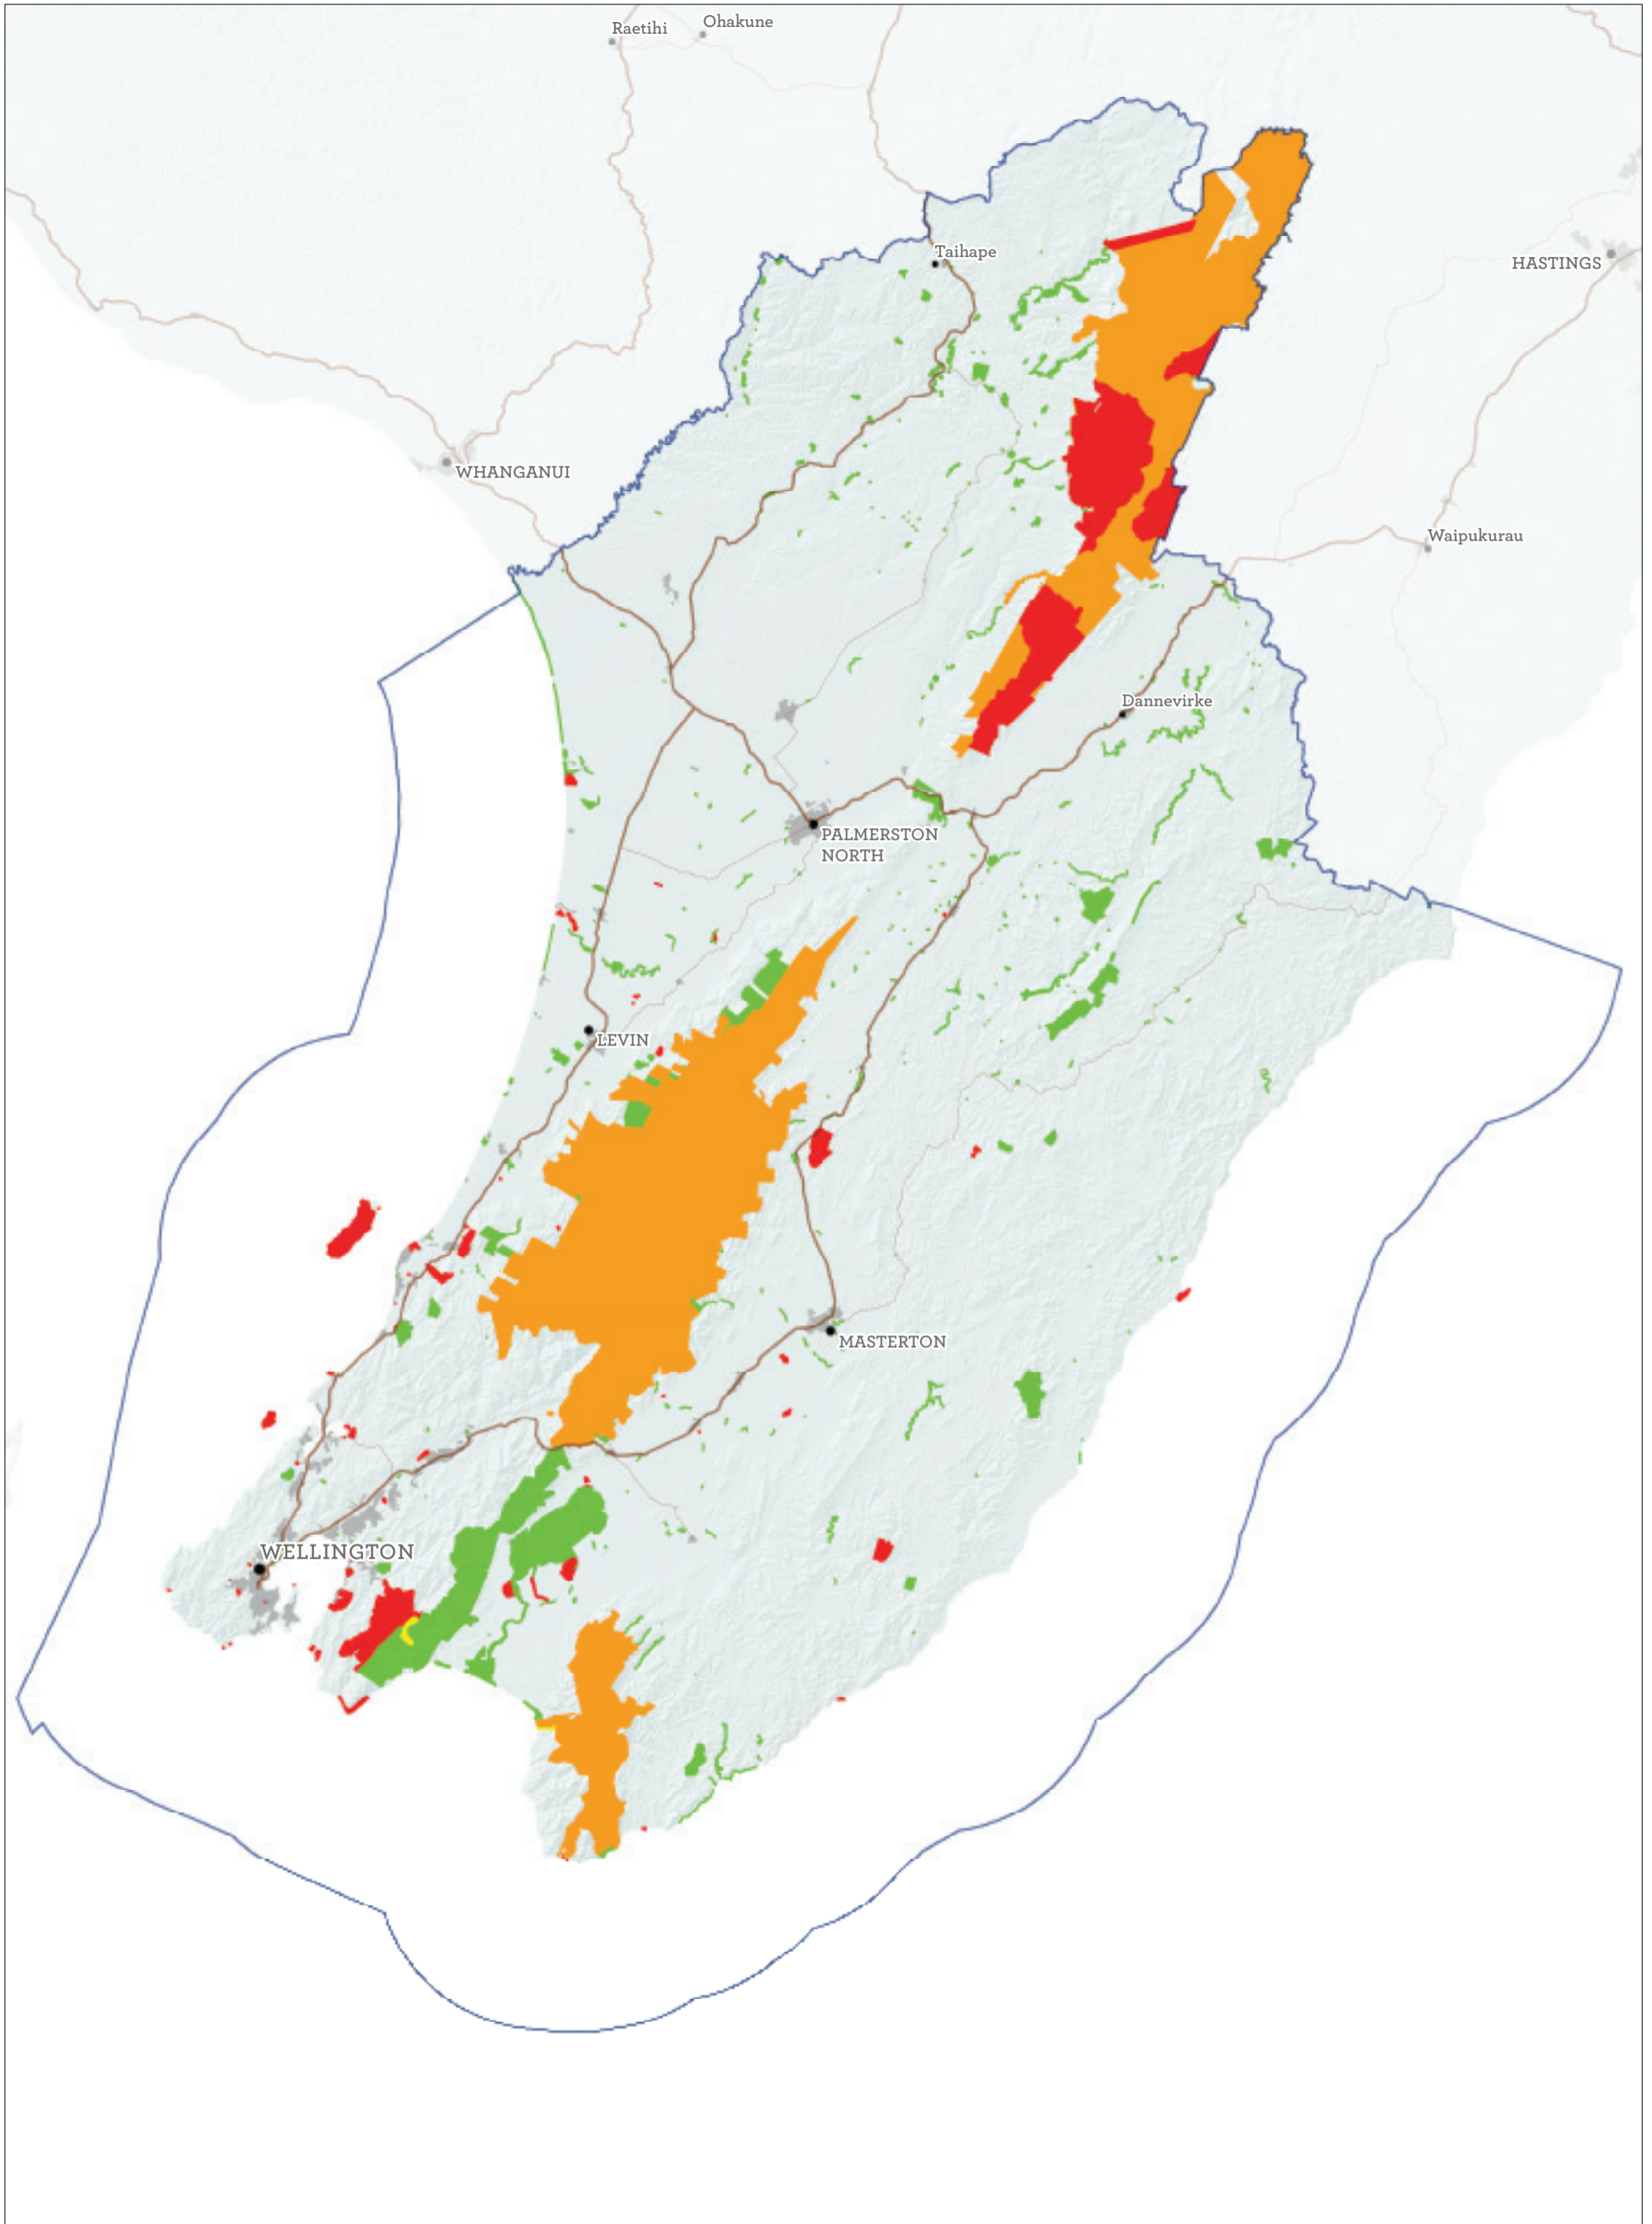 Raetihi
Ohakune
Taihape
HASTINGS
WHANGANUI
Waipukurau
Dannevirke
PALMERSTON
NORTH
LEVIN
MASTERTON
WELLINGTON